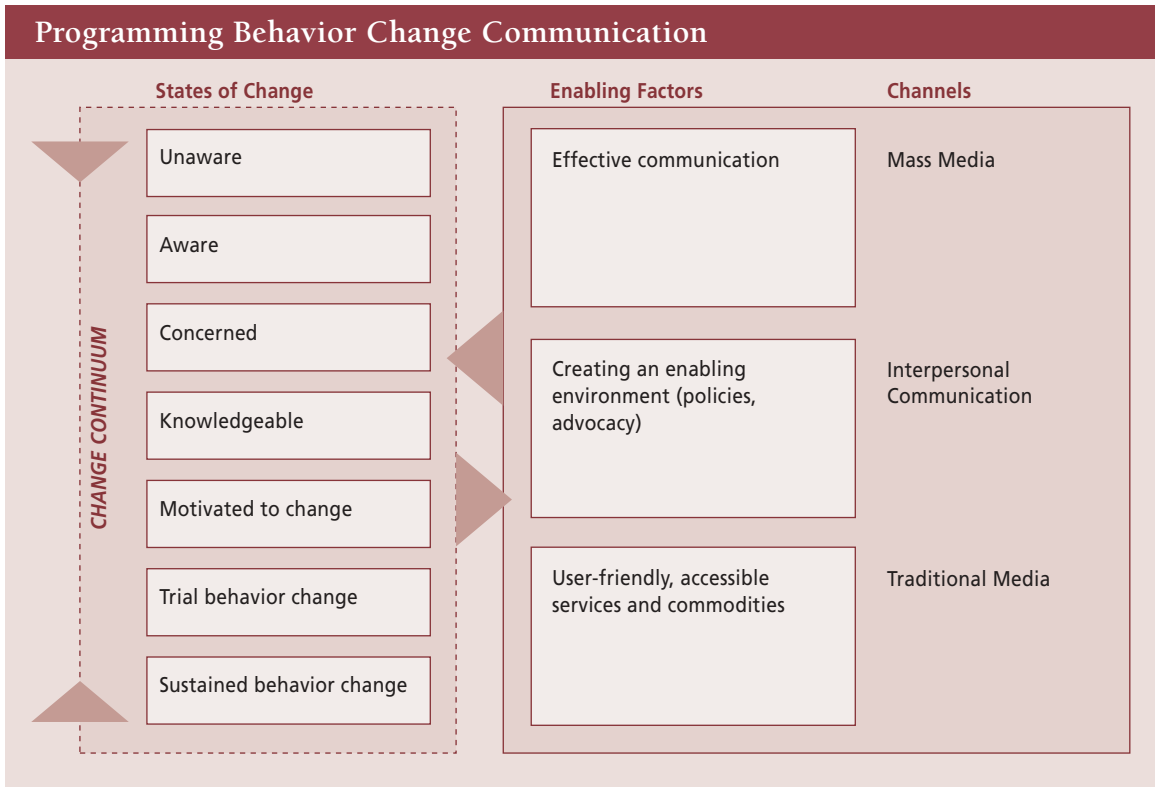 Programming Behavior Change Communication
States of Change
Enabling Factors
Channels
CHANGE CONTINUUM
Unaware
Aware
Concerned
Knowledgeable
Motivated to change
Trial behavior change
Sustained behavior change
Effective communication
Mass Media
Creating an enabling
environment (policies,
advocacy)
Interpersonal
Communication
User-friendly, accessible
services and commodities
Traditional Media